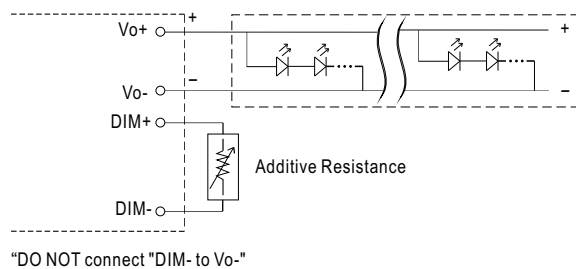 Vo+ + +
Vo- − −
DIM+
Additive Resistance
DIM-
“DO NOT connect "DIM- to Vo-"